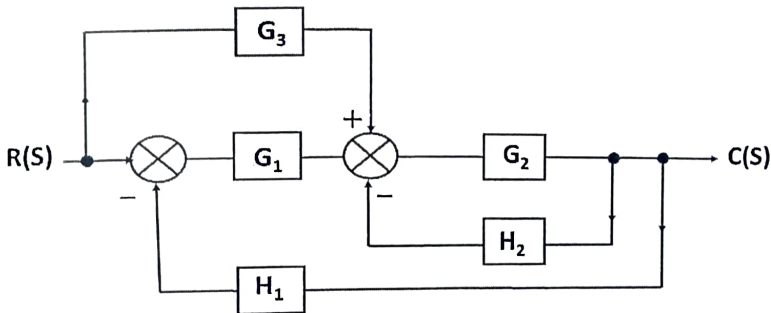 G₃
+
R(S) G₁ G₂ C(S)
− −
H₂
H₁